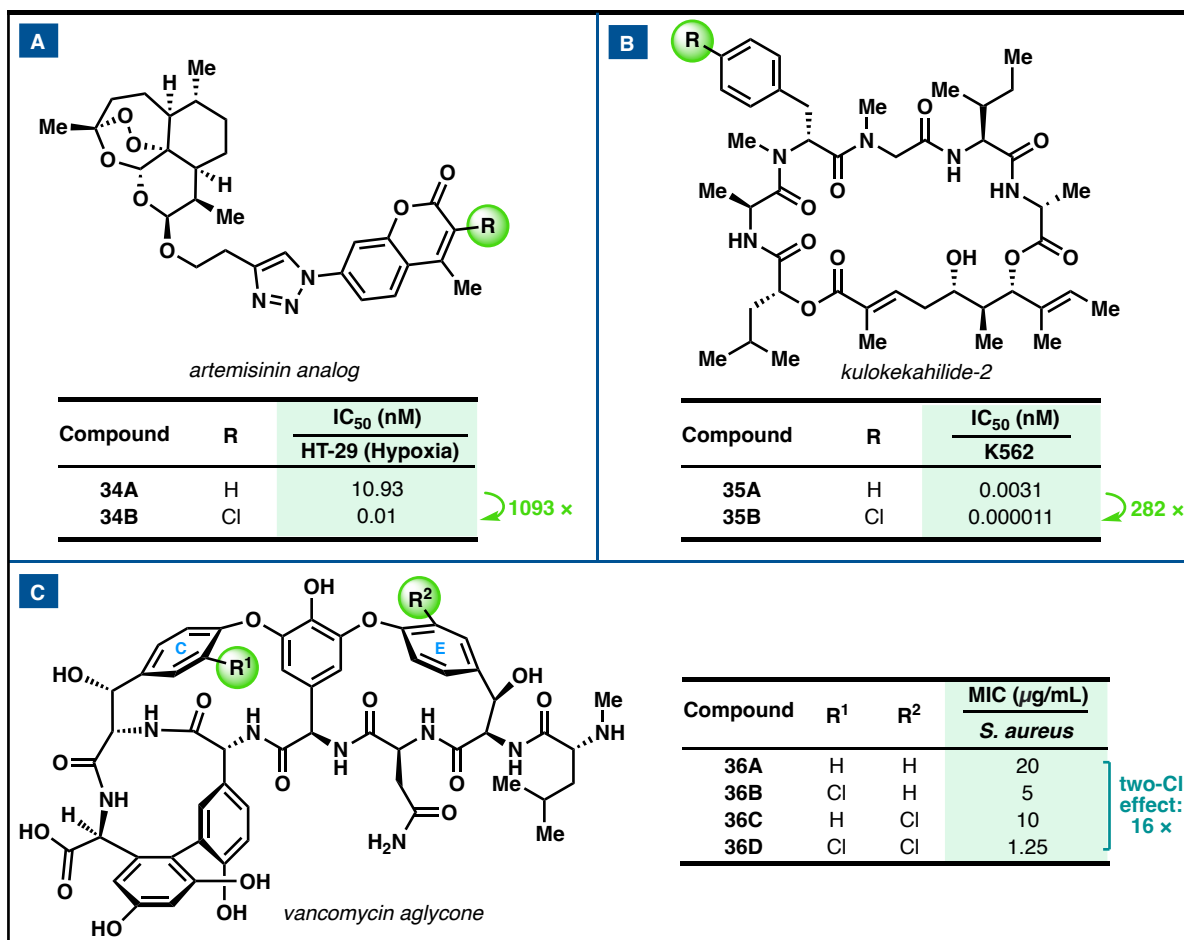 A
Me
H
O
O
Me
O
O
H
O
Me
O
N
N
N
O
O
R
Me
artemisinin analog
Compound R IC50 (nM)
HT-29 (Hypoxia)
34A H 10.93
34B Cl 0.01
1093 ×
B
R
Me
Me
Me
O
O
Me
N
N
N
H
O
O
Me
O
HN
Me
HN
O
O
OH
O
O
O
Me
Me
Me
Me
Me
Me
kulokekahilide-2
Compound R IC50 (nM)
K562
35A H 0.0031
35B Cl 0.000011
282 ×
C
OH
R2
O
O
C
R1
E
HO
OH
O
O
Me
H
N
H
N
H
N
NH
O
O
N
H
O
O
N
H
NH
Me
H
HO
O
O
H2N
Me
OH
OH
HO
vancomycin aglycone
Compound R1 R2 MIC (µg/mL)
S. aureus
36A H H 20
36B Cl H 5
36C H Cl 10
36D Cl Cl 1.25
two-Cl
effect:
16 ×